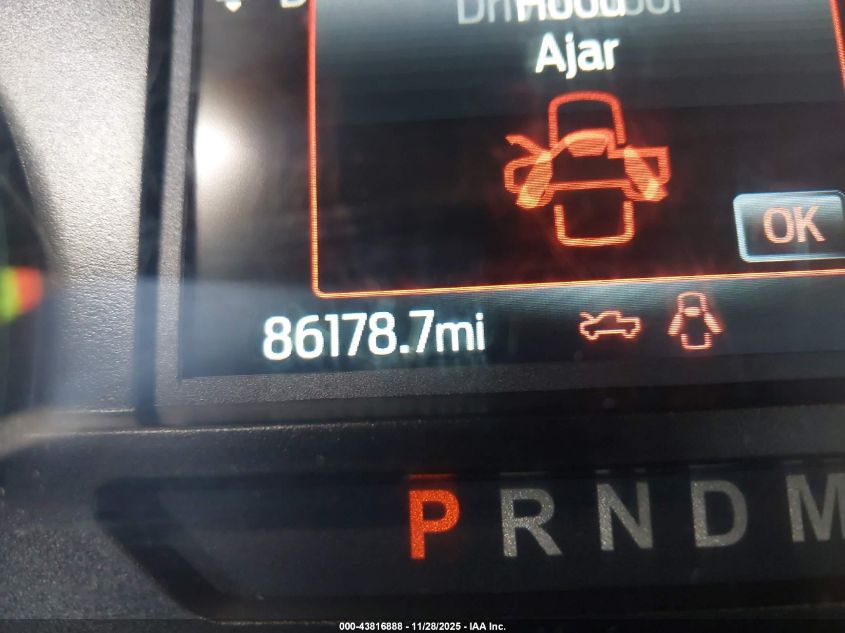 Ajar
OK
86178.7mi
P R N D M
000-43816888 - 11/28/2025 - IAA Inc.